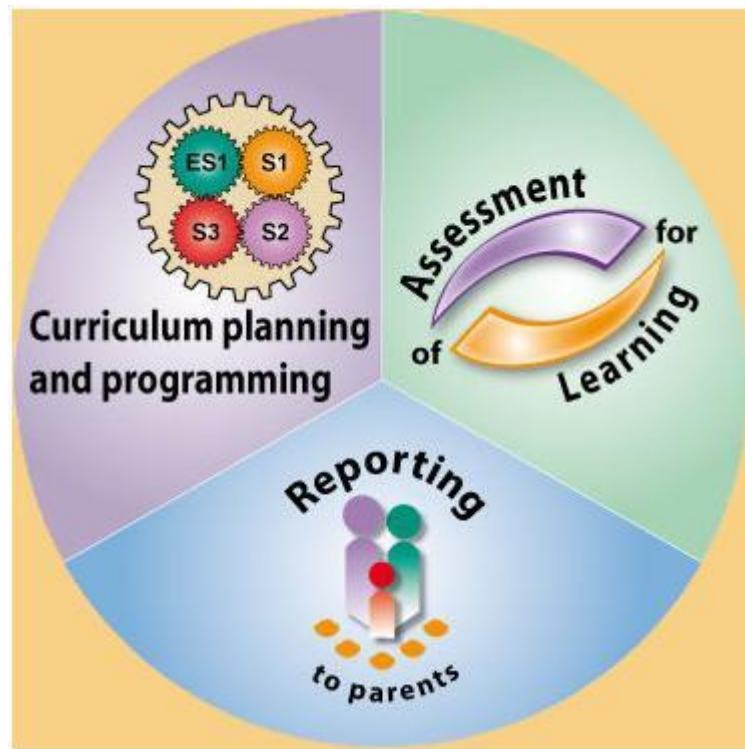 ES1 S1
S3 S2
Curriculum planning
and programming
Assessment
for
of
Learning
Reporting
to parents